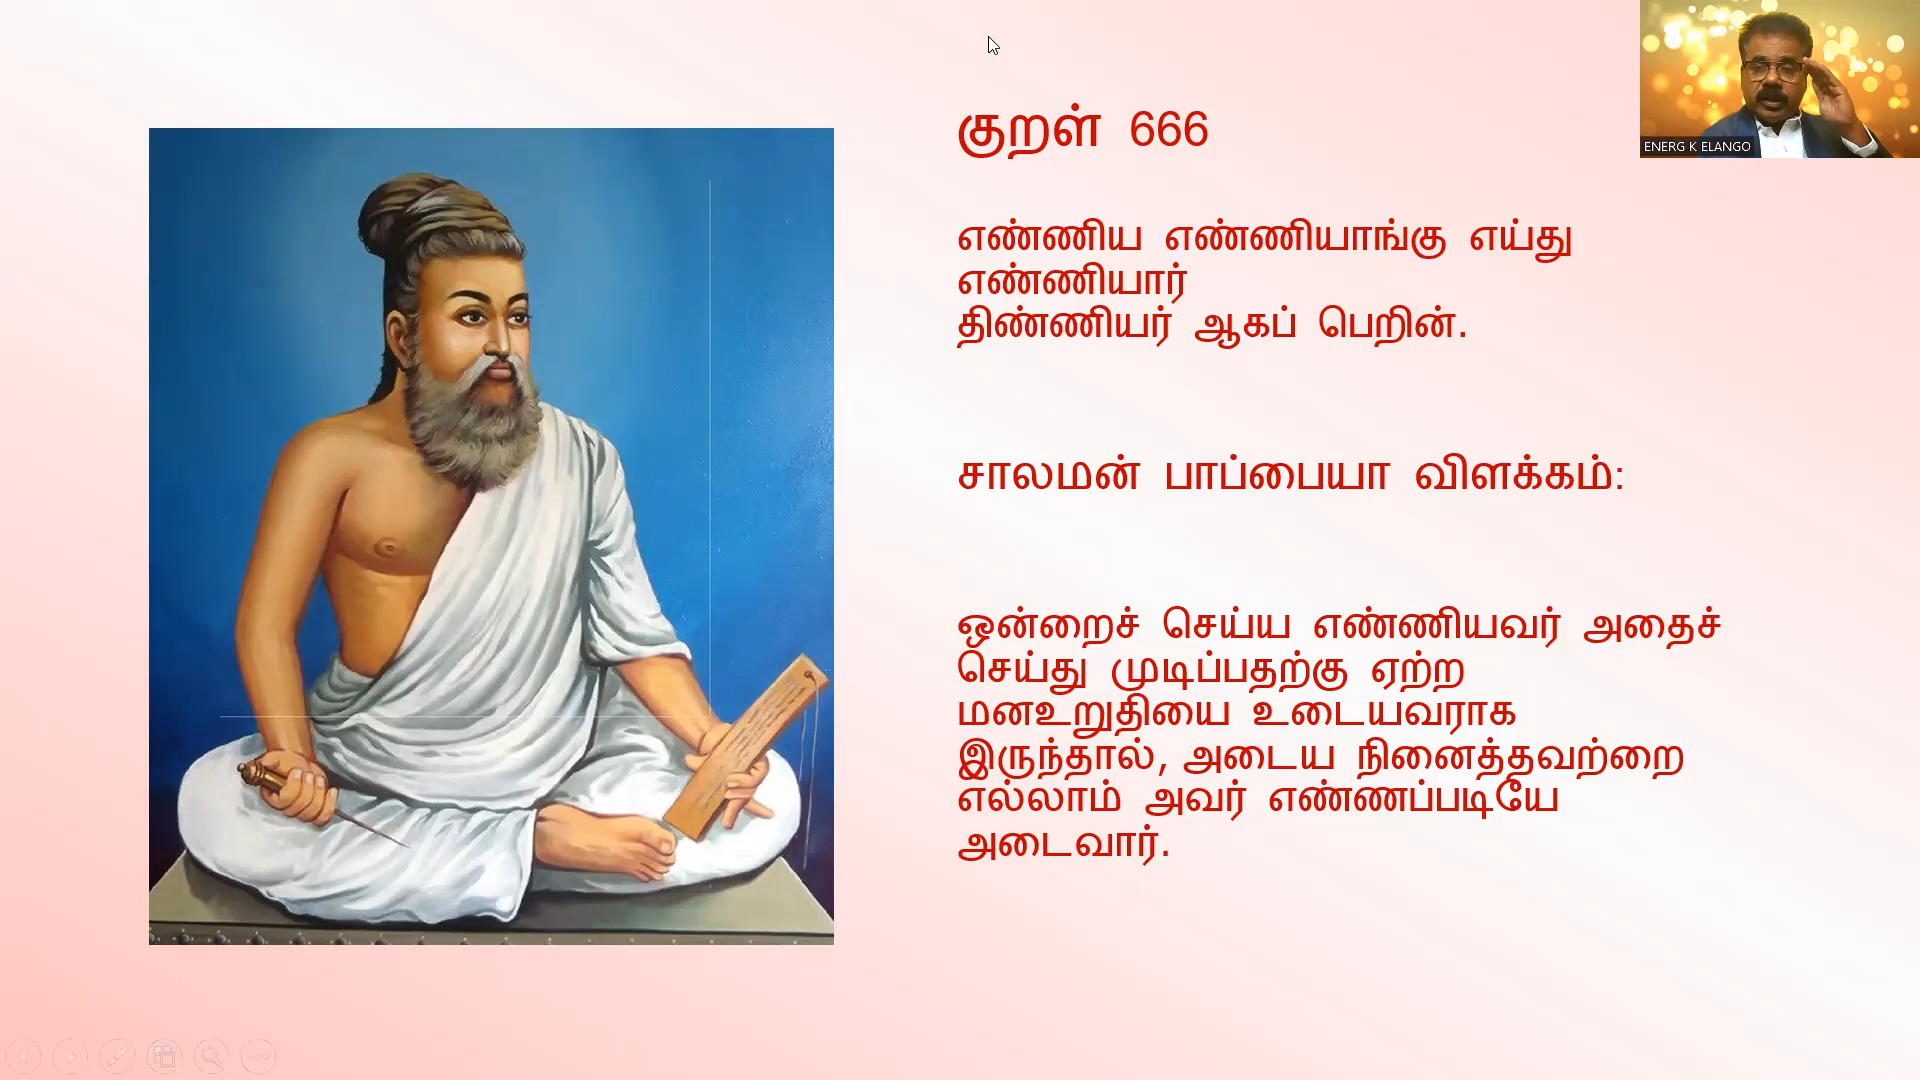 குறள் 666
எண்ணிய எண்ணியாங்கு எய்து
எண்ணியார்
திண்ணியர் ஆகப் பெறின்.
சாலமன் பாப்பையா விளக்கம்:
ஒன்றைச் செய்ய எண்ணியவர் அதைச்
செய்து முடிப்பதற்கு ஏற்ற
மனஉறுதியை உடையவராக
இருந்தால், அடைய நினைத்தவற்றை
எல்லாம் அவர் எண்ணப்படியே
அடைவார்.
ENERG K ELANGO